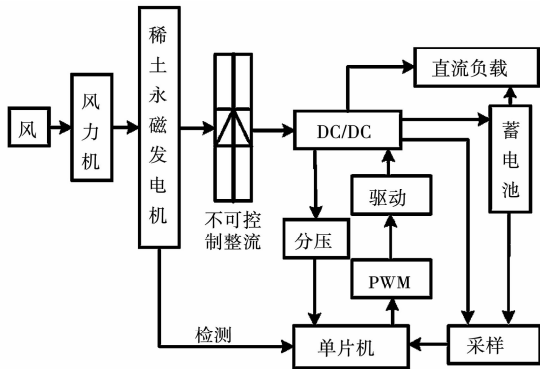 风
风力机
稀土永磁发电机
不可控
制整流
DC/DC
直流负载
蓄电池
驱动
分压
PWM
检测
单片机
采样